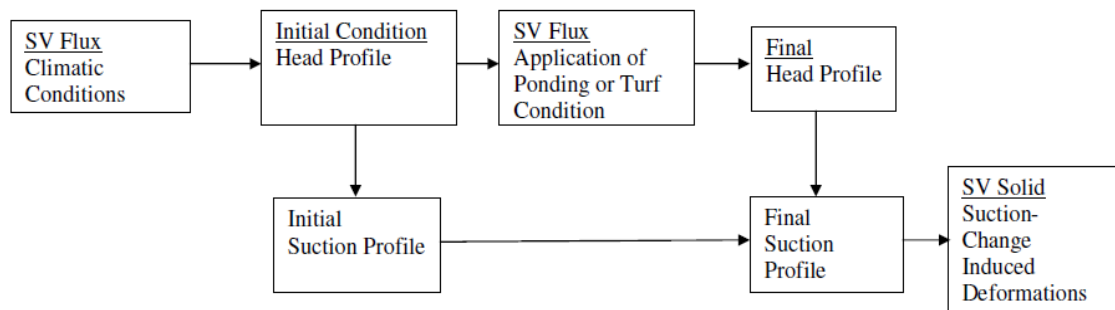 SV Flux
Climatic
Conditions
Initial Condition
Head Profile
SV Flux
Application of
Ponding or Turf
Condition
Final
Head Profile
Initial
Suction Profile
Final
Suction
Profile
SV Solid
Suction-
Change
Induced
Deformations